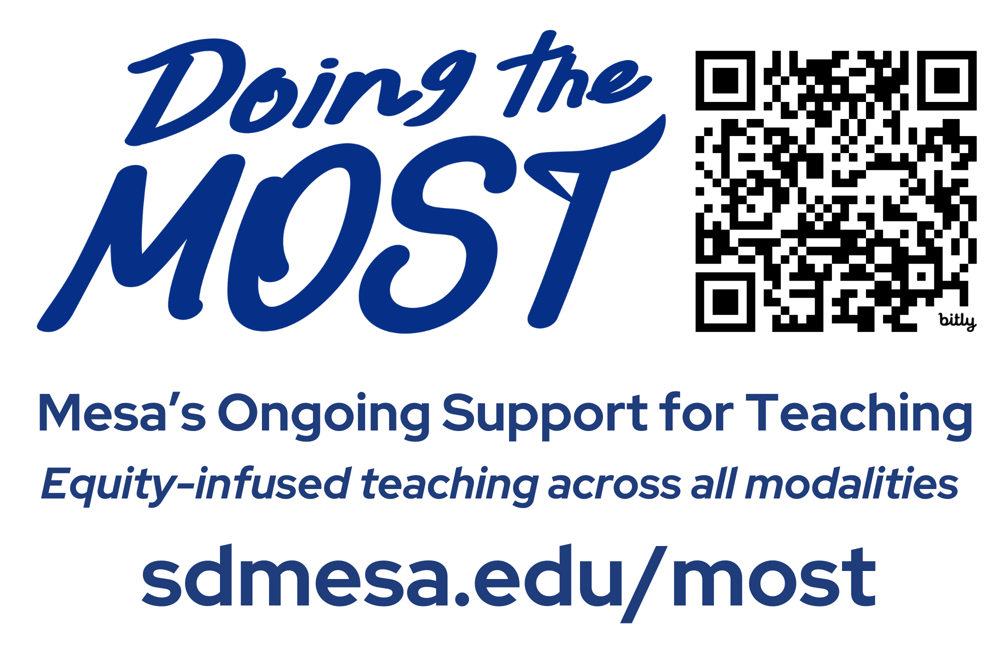 Doing the
MOST
bitly
Mesa’s Ongoing Support for Teaching
Equity-infused teaching across all modalities
sdmesa.edu/most